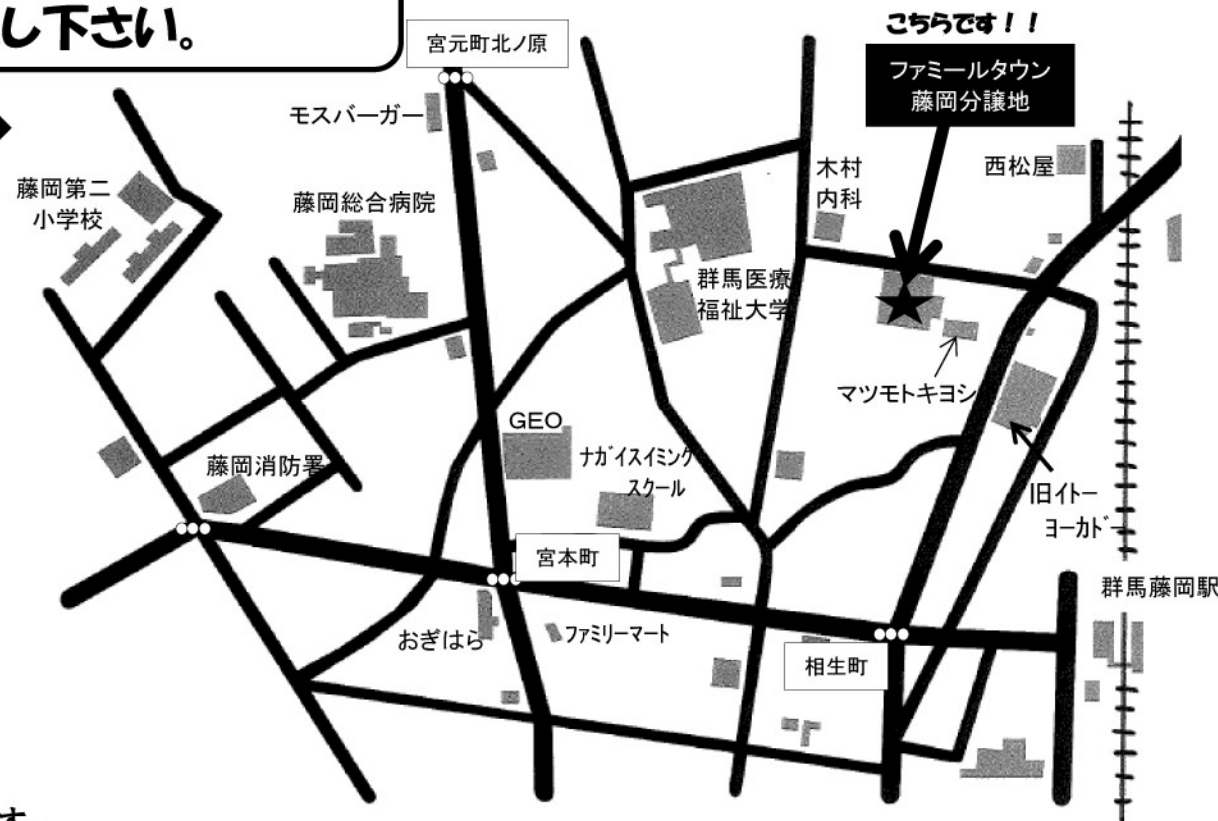 し下さい。
こちらです！！
宮元町北ノ原
ファミールタウン
藤岡分譲地
モスバーガー
木村
内科
西松屋
藤岡第二
小学校
藤岡総合病院
群馬医療
福祉大学
マツモトキヨシ
GEO
ﾅｶﾞｲｽｲﾐﾝｸﾞ
ｽｸｰﾙ
藤岡消防署
旧ｲﾄｰ
ﾖｰｶﾄﾞｰ
宮本町
群馬藤岡駅
おぎはら
ﾌｧﾐﾘｰﾏｰﾄ
相生町
す。